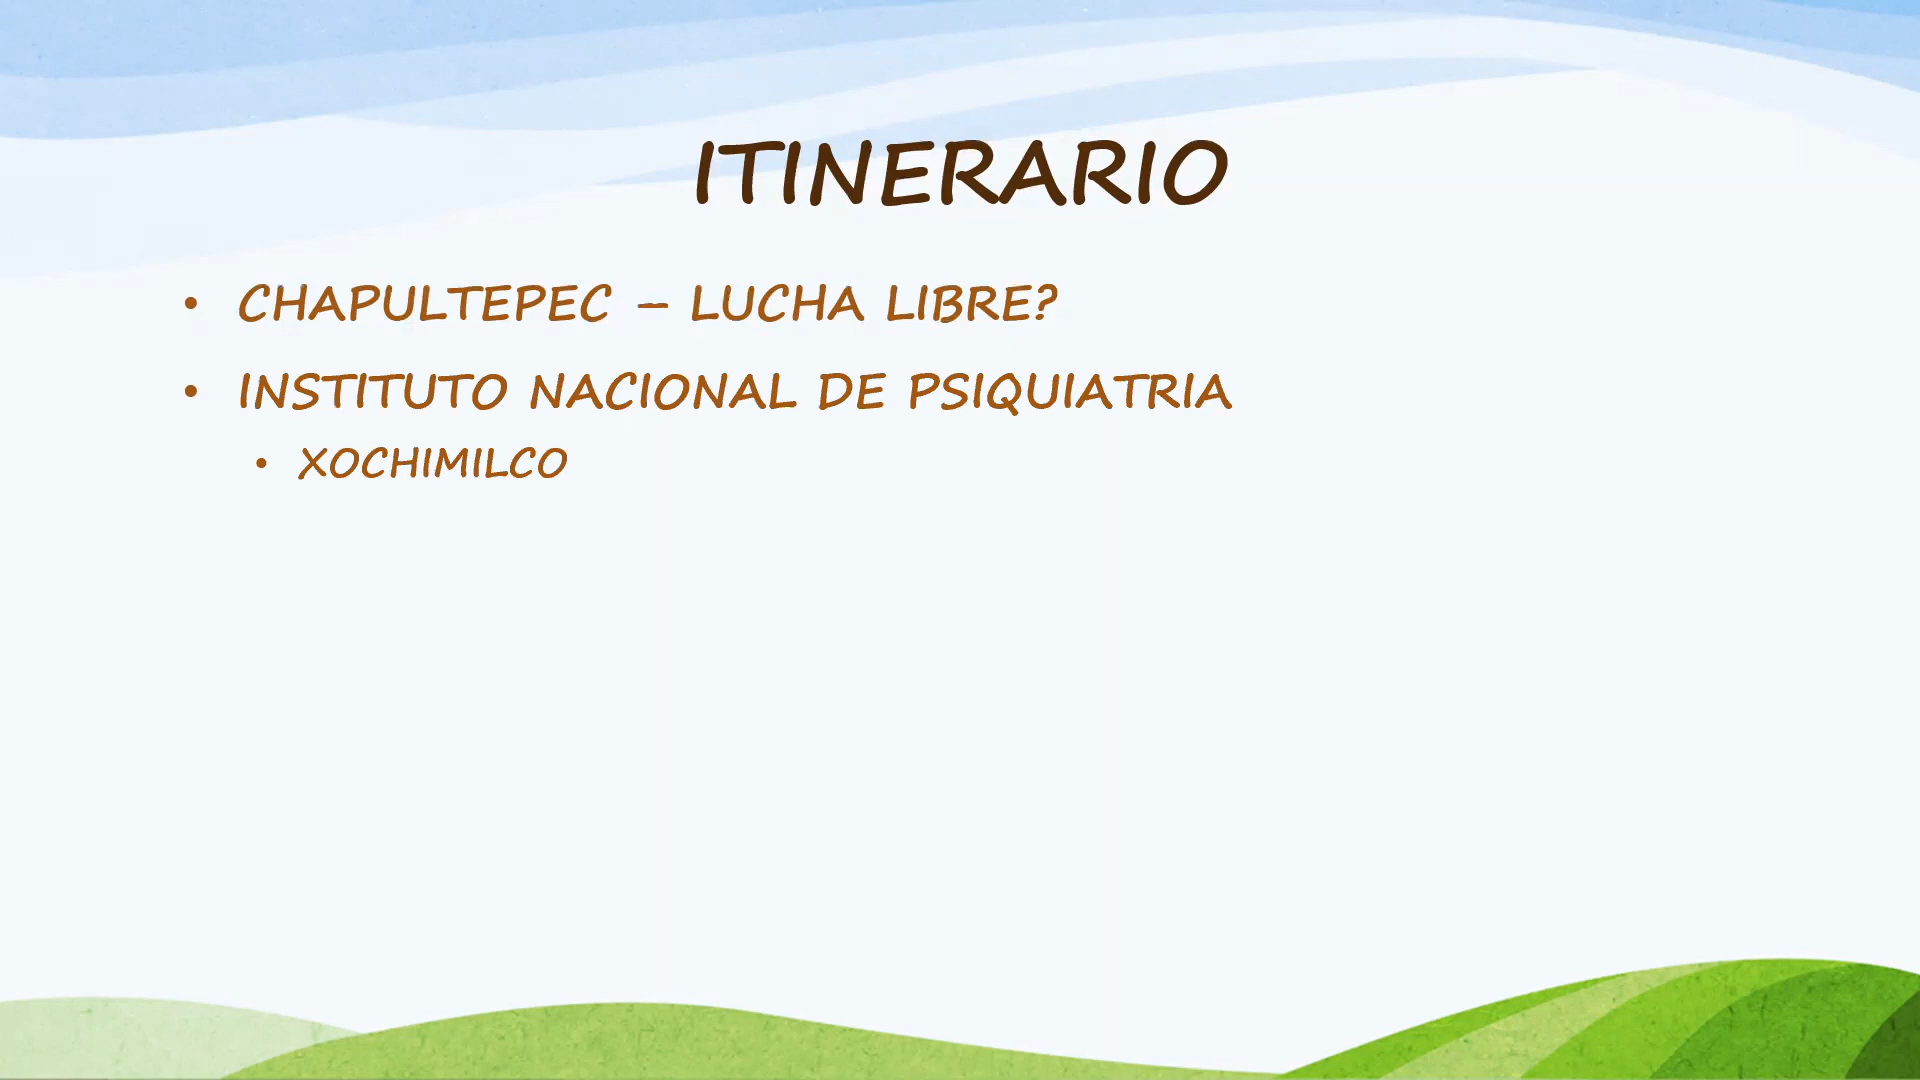 ITINERARIO
• CHAPULTEPEC – LUCHA LIBRE?
• INSTITUTO NACIONAL DE PSIQUIATRIA
• XOCHIMILCO